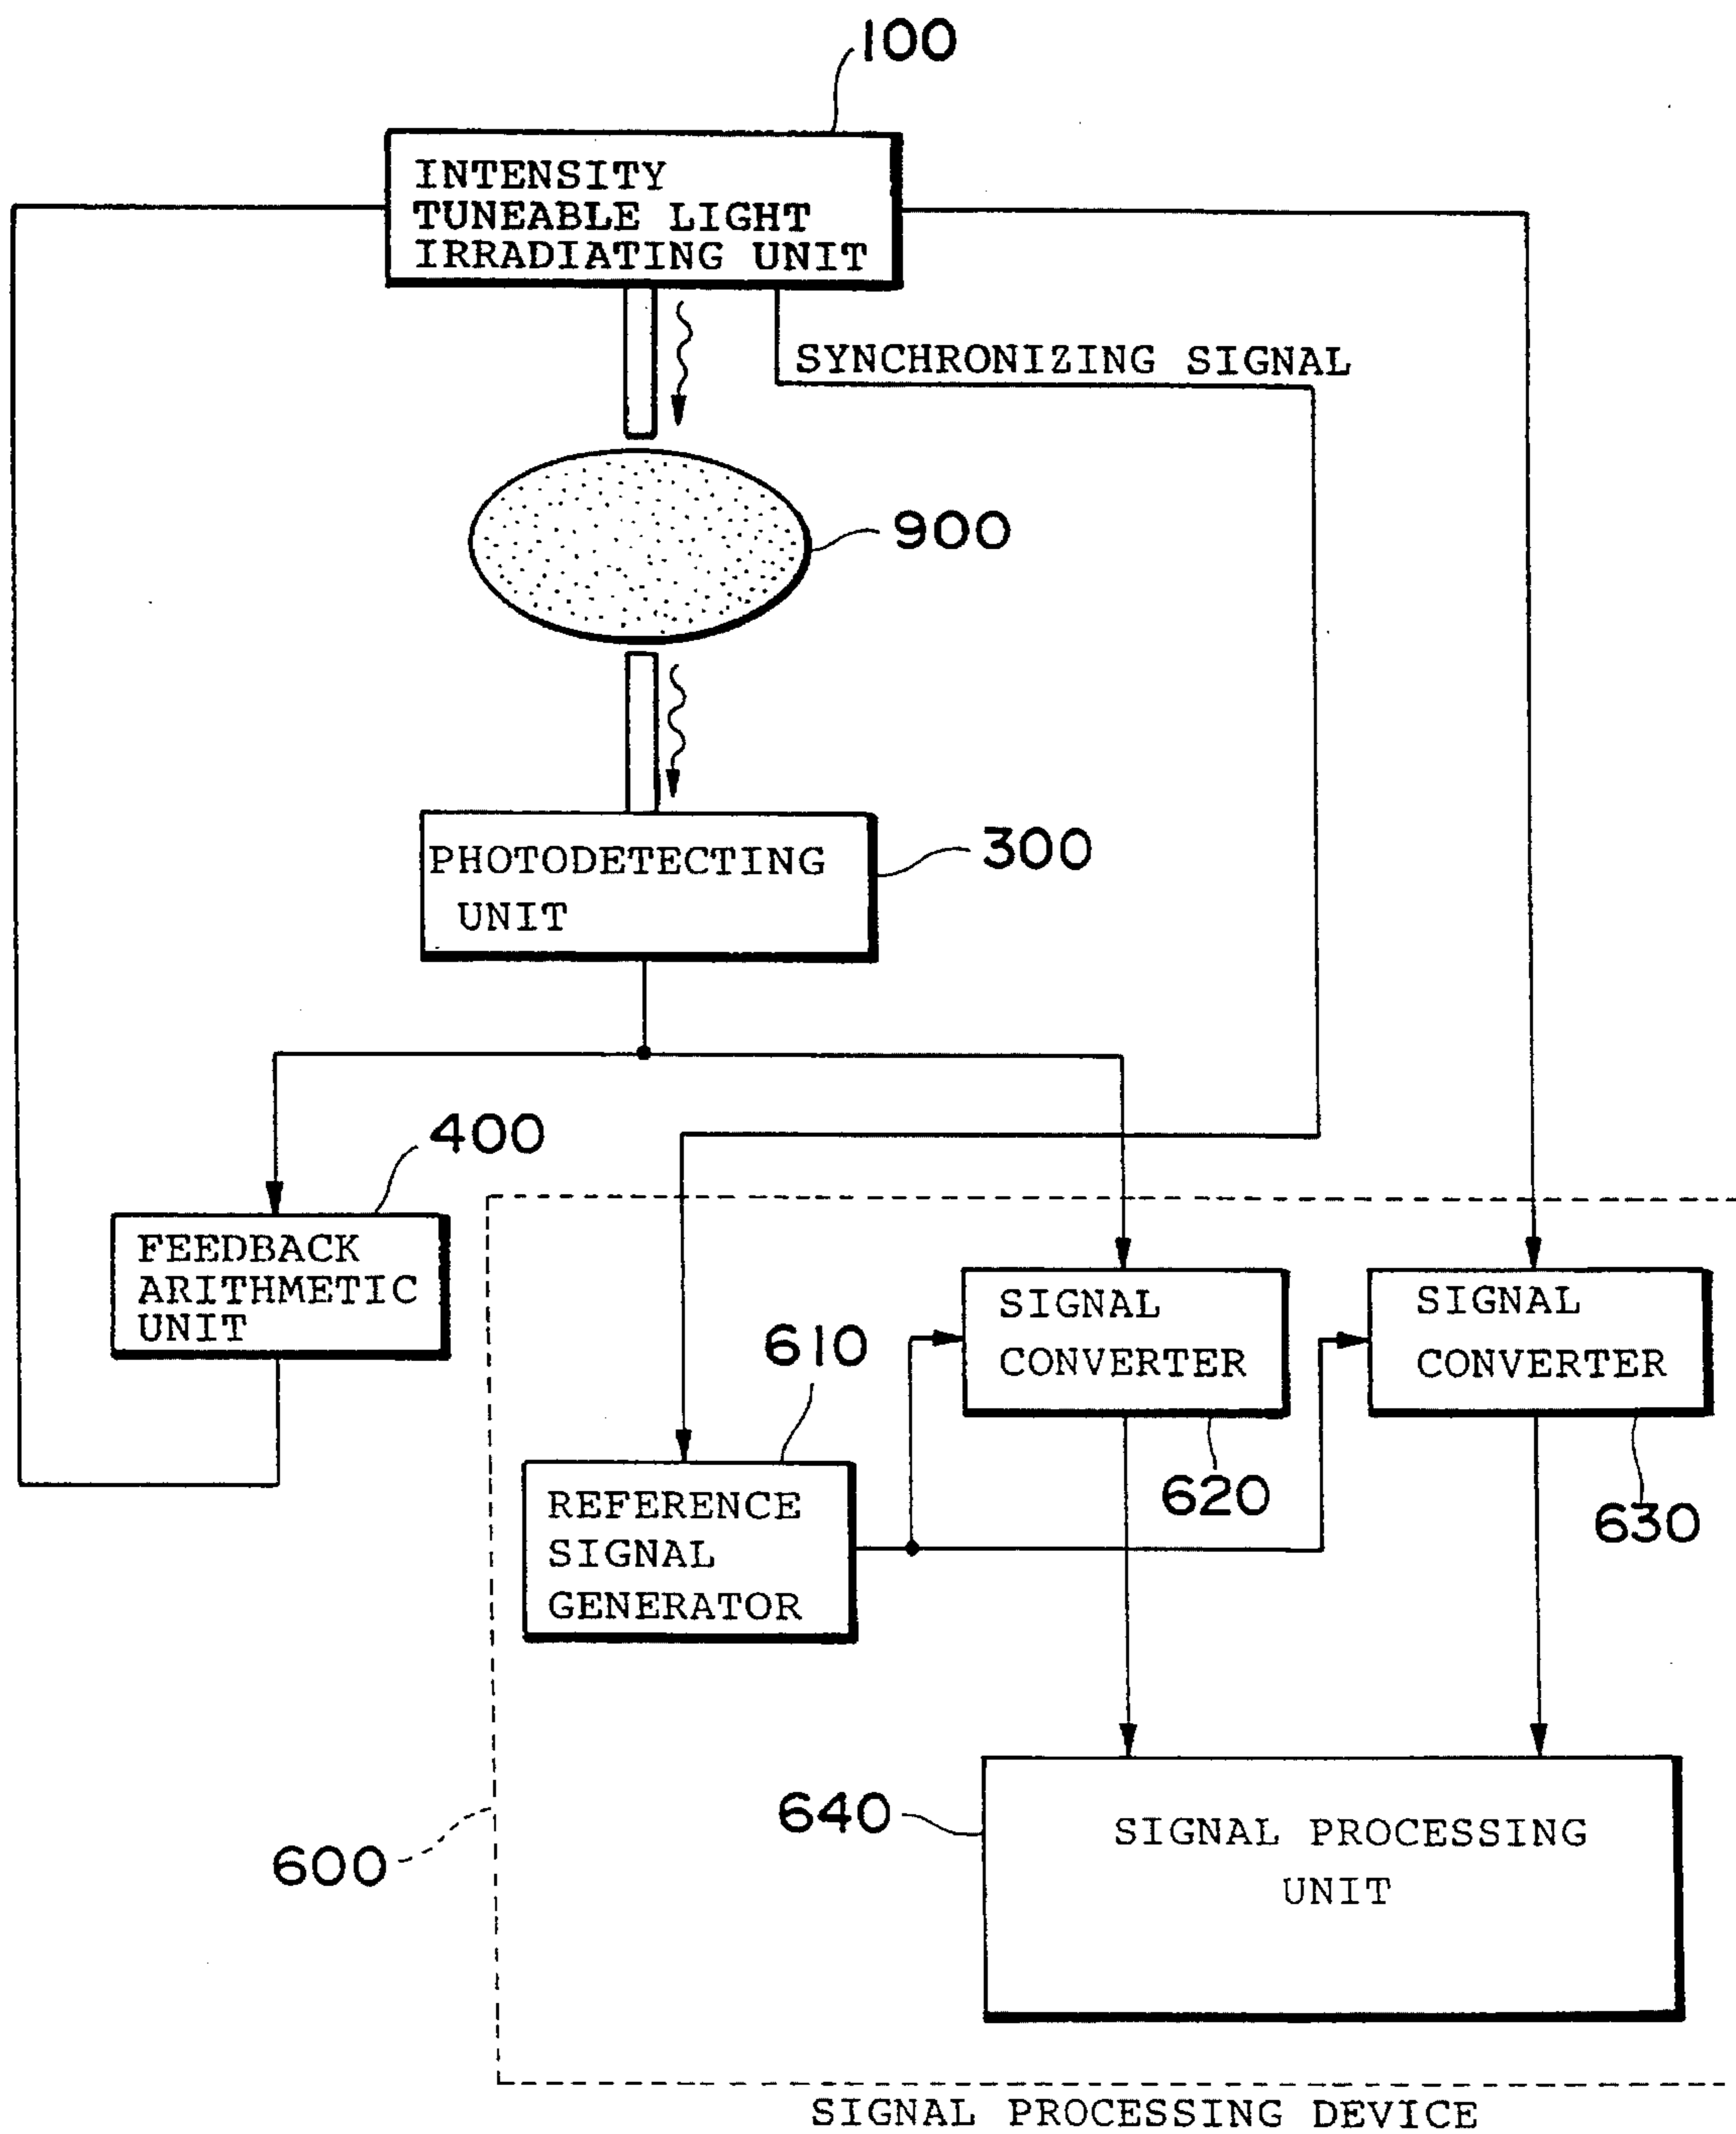 100
INTENSITY
TUNEABLE LIGHT
IRRADIATING UNIT
SYNCHRONIZING SIGNAL
900
PHOTODETECTING
UNIT
300
400
FEEDBACK
ARITHMETIC
UNIT
610
SIGNAL
CONVERTER
SIGNAL
CONVERTER
620
630
REFERENCE
SIGNAL
GENERATOR
640
SIGNAL PROCESSING
UNIT
600
SIGNAL PROCESSING DEVICE